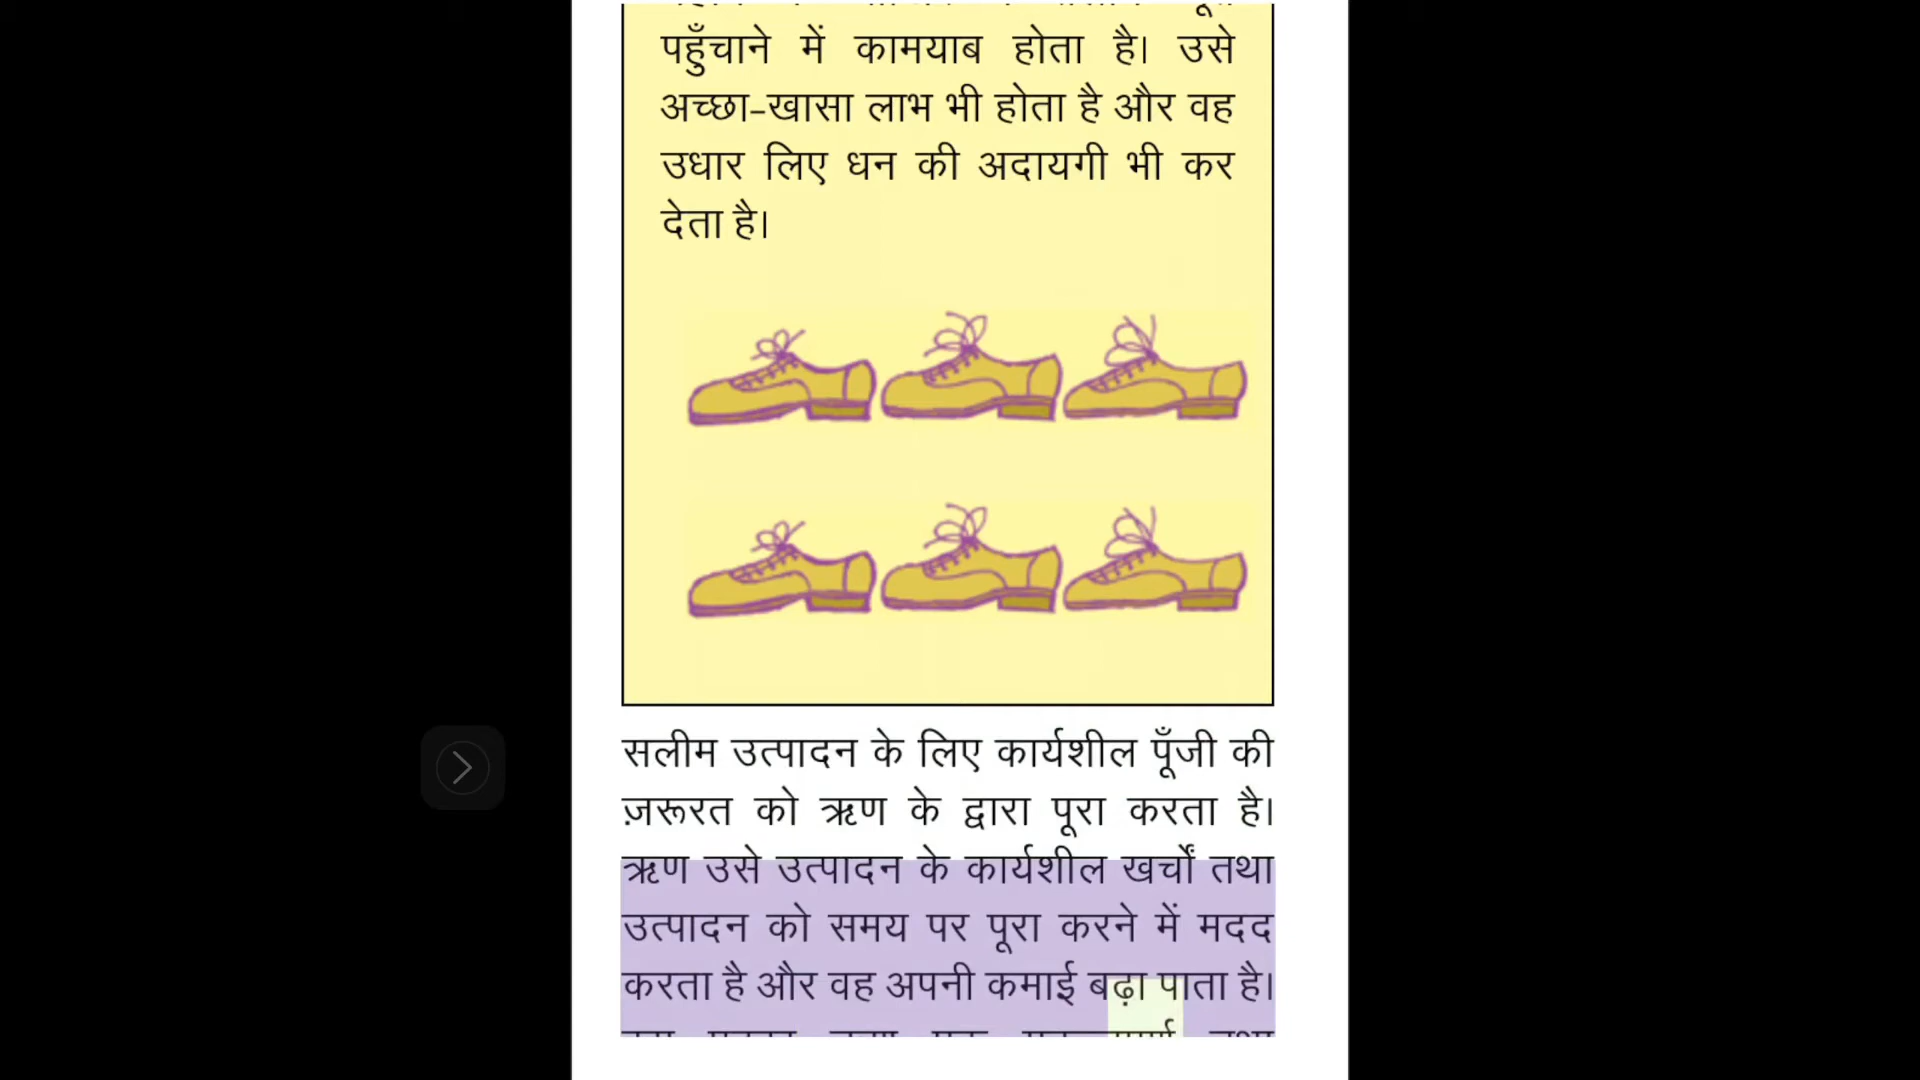 पहुँचाने में कामयाब होता है। उसे
अच्छा-खासा लाभ भी होता है और वह
उधार लिए धन की अदायगी भी कर
देता है।
सलीम उत्पादन के लिए कार्यशील पूँजी की
ज़रूरत को ऋण के द्वारा पूरा करता है।
ऋण उसे उत्पादन के कार्यशील खर्चों तथा
उत्पादन को समय पर पूरा करने में मदद
करता है और वह अपनी कमाई बढ़ा पाता है।